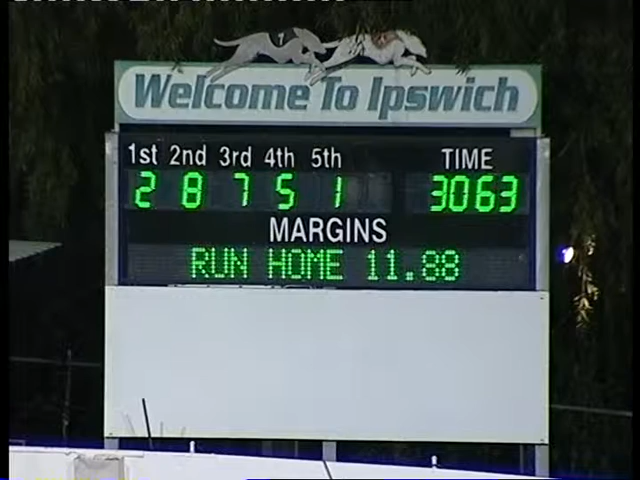 Welcome To Ipswich
1st 2nd 3rd 4th 5th TIME
2 8 7 5 1 3063
MARGINS
RUN HOME 11.88